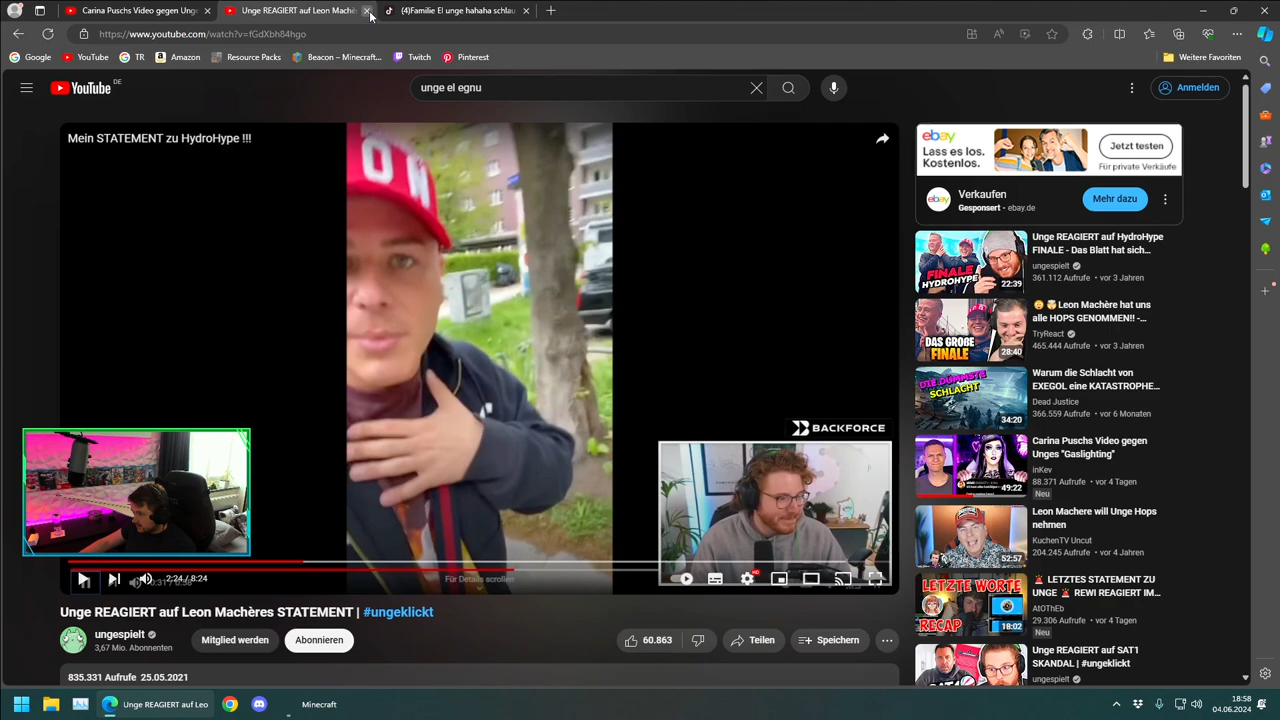 Carina Puschs Video gegen Unge
Unge REAGIERT auf Leon Machè
(4)Familie El unge hahaha schlau
https://www.youtube.com/watch?v=fGdXbh84hgo
Google
YouTube
TR
Amazon
Resource Packs
Beacon – Minecraft...
Twitch
Pinterest
Weitere Favoriten
YouTube DE
unge el egnu
Anmelden
Mein STATEMENT zu HydroHype !!!
BACKFORCE
2:24 / 8:24
Für Details scrollen
HD
Unge REAGIERT auf Leon Machères STATEMENT | #ungeklickt
ungespielt
3,67 Mio. Abonnenten
Mitglied werden
Abonnieren
60.863
Teilen
Speichern
835.331 Aufrufe 25.05.2021
ebay
Lass es los.
Kostenlos.
Jetzt testen
Für private Verkäufe
Verkaufen
Gesponsert • ebay.de
Mehr dazu
FINALE
HYDROHYPE
22:39
Unge REAGIERT auf HydroHype
FINALE - Das Blatt hat sich...
ungespielt
361.112 Aufrufe • vor 3 Jahren
DAS GROßE
FINALE
28:40
😳🤯Leon Machère hat uns
alle HOPS GENOMMEN!! -...
TryReact
465.444 Aufrufe • vor 3 Jahren
DIE DÜMMSTE
SCHLACHT
34:20
Warum die Schlacht von
EXEGOL eine KATASTROPHE...
Dead Justice
366.559 Aufrufe • vor 6 Monaten
49:22
Carina Puschs Video gegen
Unges "Gaslighting"
inKev
88.371 Aufrufe • vor 4 Tagen
Neu
52:57
Leon Machere will Unge Hops
nehmen
KuchenTV Uncut
204.245 Aufrufe • vor 4 Jahren
LETZTE WORTE
RECAP
18:02
🚨 LETZTES STATEMENT ZU
UNGE 🚨 REWI REAGIERT IM...
AtOThEb
29.306 Aufrufe • vor 4 Tagen
Neu
Unge REAGIERT auf SAT1
SKANDAL | #ungeklickt
ungespielt
Unge REAGIERT auf Leo
Minecraft
18:58
04.06.2024